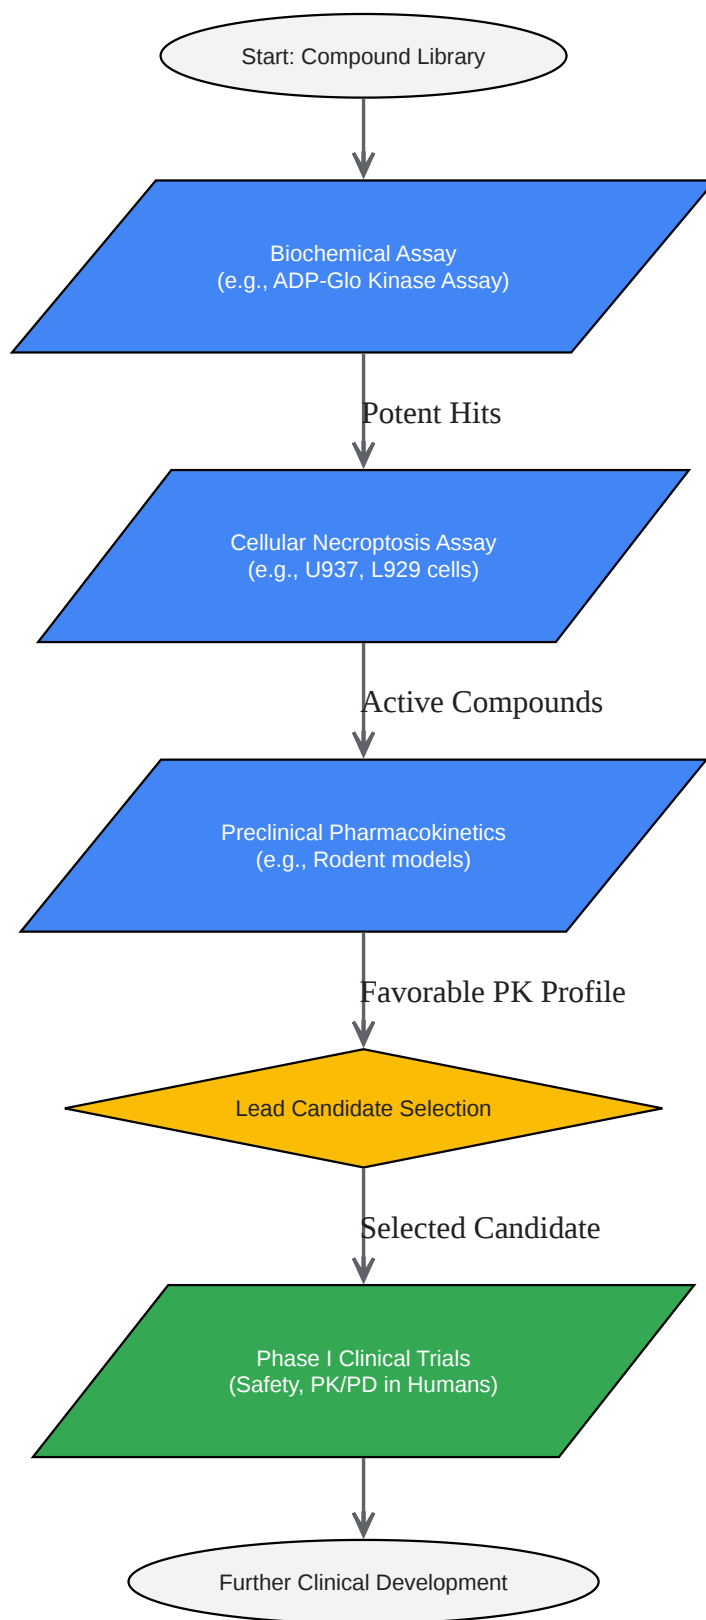 Start: Compound Library
Biochemical Assay
(e.g., ADP-Glo Kinase Assay)
Potent Hits
Cellular Necroptosis Assay
(e.g., U937, L929 cells)
Active Compounds
Preclinical Pharmacokinetics
(e.g., Rodent models)
Favorable PK Profile
Lead Candidate Selection
Selected Candidate
Phase I Clinical Trials
(Safety, PK/PD in Humans)
Further Clinical Development